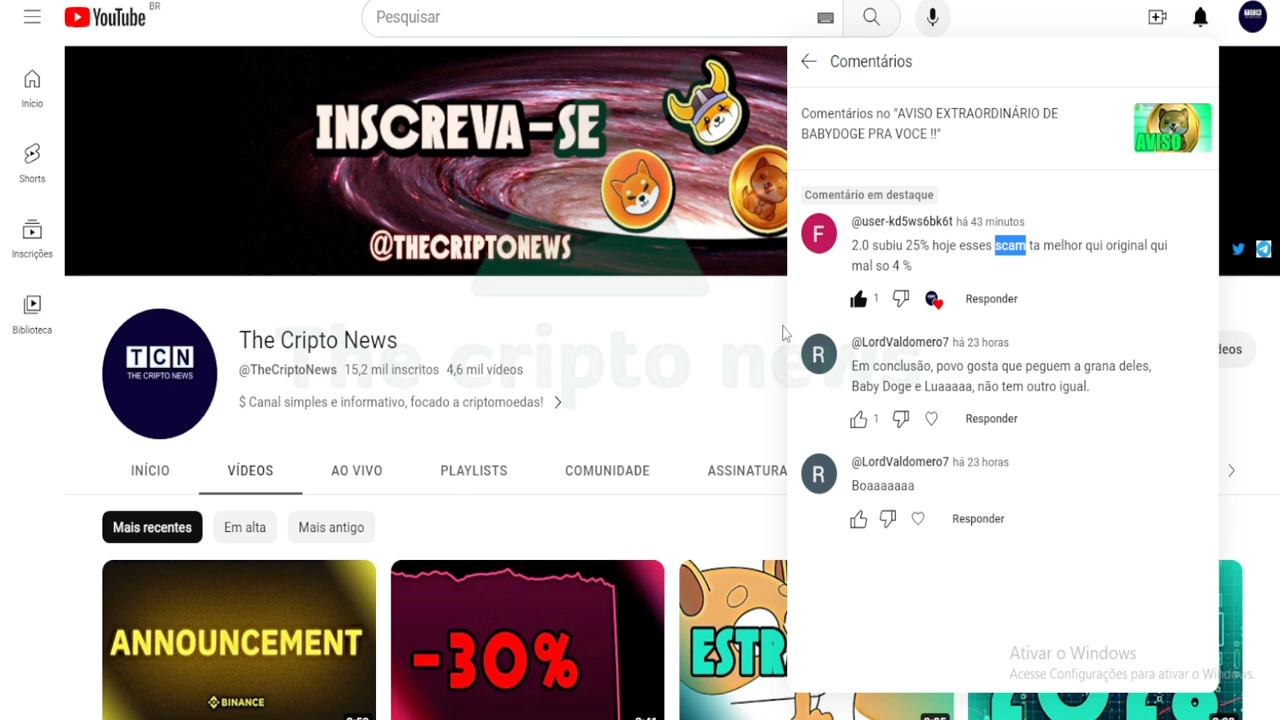 YouTube BR
Pesquisar
TCN
Início
Shorts
Inscrições
Biblioteca
INSCREVA-SE
@THECRIPTONEWS
TCN
THE CRIPTO NEWS
The Cripto News
@TheCriptoNews 15,2 mil inscritos 4,6 mil vídeos
$ Canal simples e informativo, focado a criptomoedas!
The cripto news
INÍCIO VÍDEOS AO VIVO PLAYLISTS COMUNIDADE ASSINATURA
Mais recentes Em alta Mais antigo
ANNOUNCEMENT
BINANCE
-30%
ESTR
Comentários
Comentários no "AVISO EXTRAORDINÁRIO DE
BABYDOGE PRA VOCE !!"
AVISO
Comentário em destaque
F
@user-kd5ws6bk6t há 43 minutos
2.0 subiu 25% hoje esses scam ta melhor qui original qui
mal so 4 %
1 Responder
R
@LordValdomero7 há 23 horas
Em conclusão, povo gosta que peguem a grana deles,
Baby Doge e Luaaaaa, não tem outro igual.
1 Responder
R
@LordValdomero7 há 23 horas
Boaaaaaaa
Responder
deos
Ativar o Windows
Acesse Configurações para ativar o Windows.